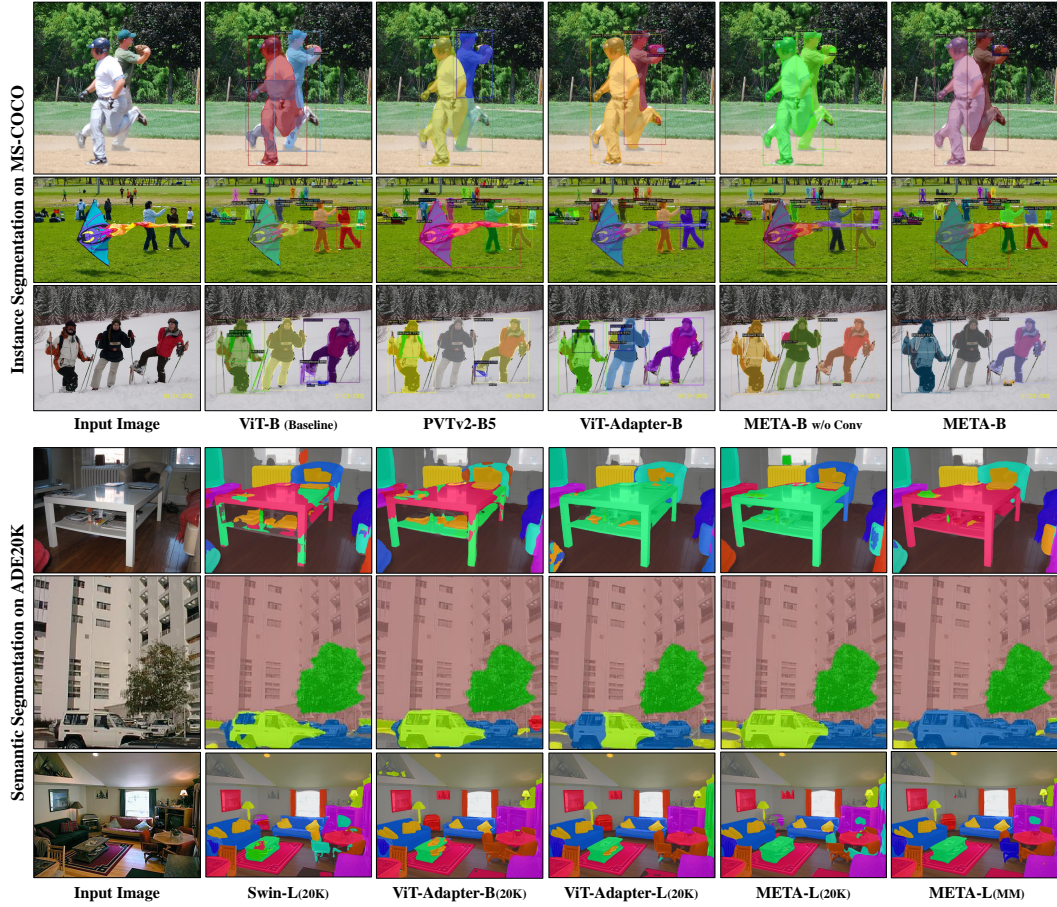 Instance Segmentation on MS-COCO
Input Image
ViT-B (Baseline)
PVTv2-B5
ViT-Adapter-B
META-B w/o Conv
META-B
Semantic Segmentation on ADE20K
Input Image
Swin-L(20K)
ViT-Adapter-B(20K)
ViT-Adapter-L(20K)
META-L(20K)
META-L(MM)